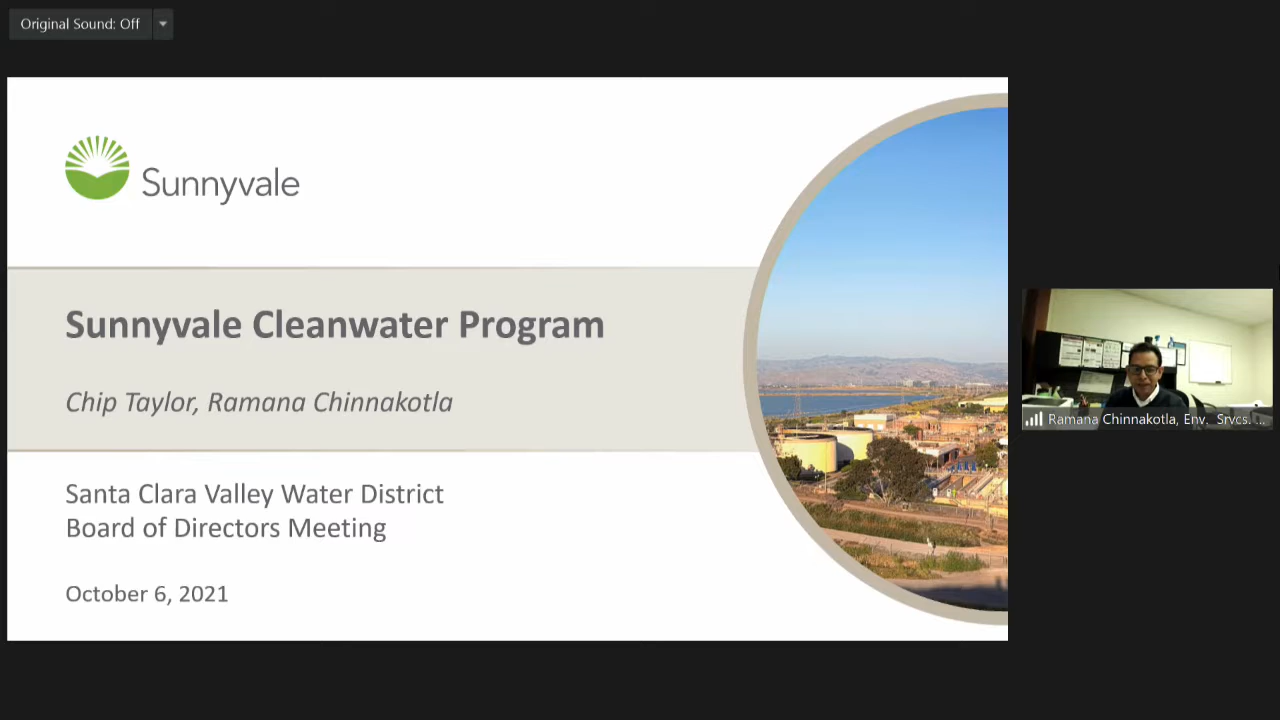 Original Sound: Off
Sunnyvale
Sunnyvale Cleanwater Program
Chip Taylor, Ramana Chinnakotla
Santa Clara Valley Water District
Board of Directors Meeting
October 6, 2021
Ramana Chinnakotla, Env. Srvcs. ...